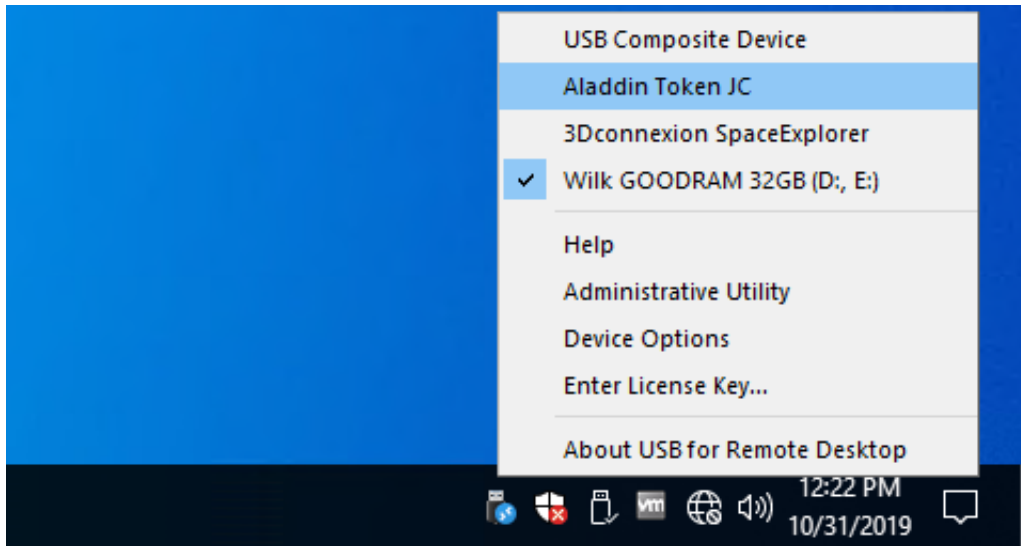 USB Composite Device
Aladdin Token JC
3Dconnexion SpaceExplorer
Wilk GOODRAM 32GB (D:, E:)
Help
Administrative Utility
Device Options
Enter License Key...
About USB for Remote Desktop
vm
12:22 PM
10/31/2019